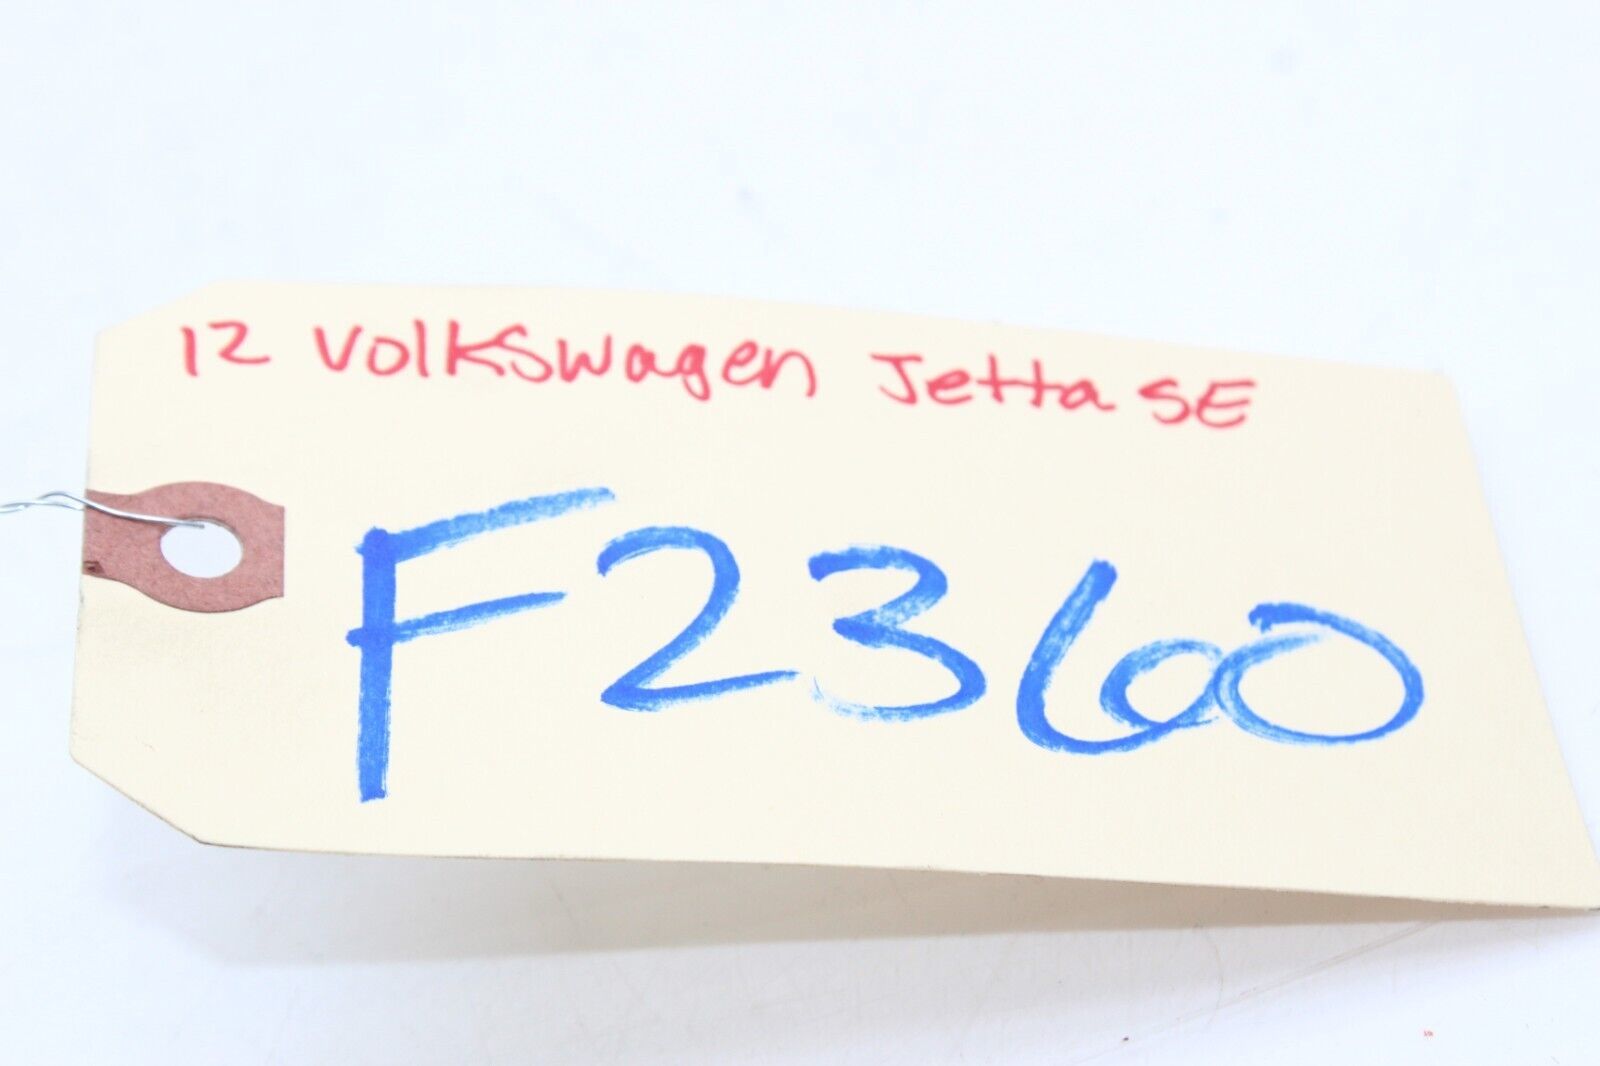 12 Volkswagen Jetta SE
F2360